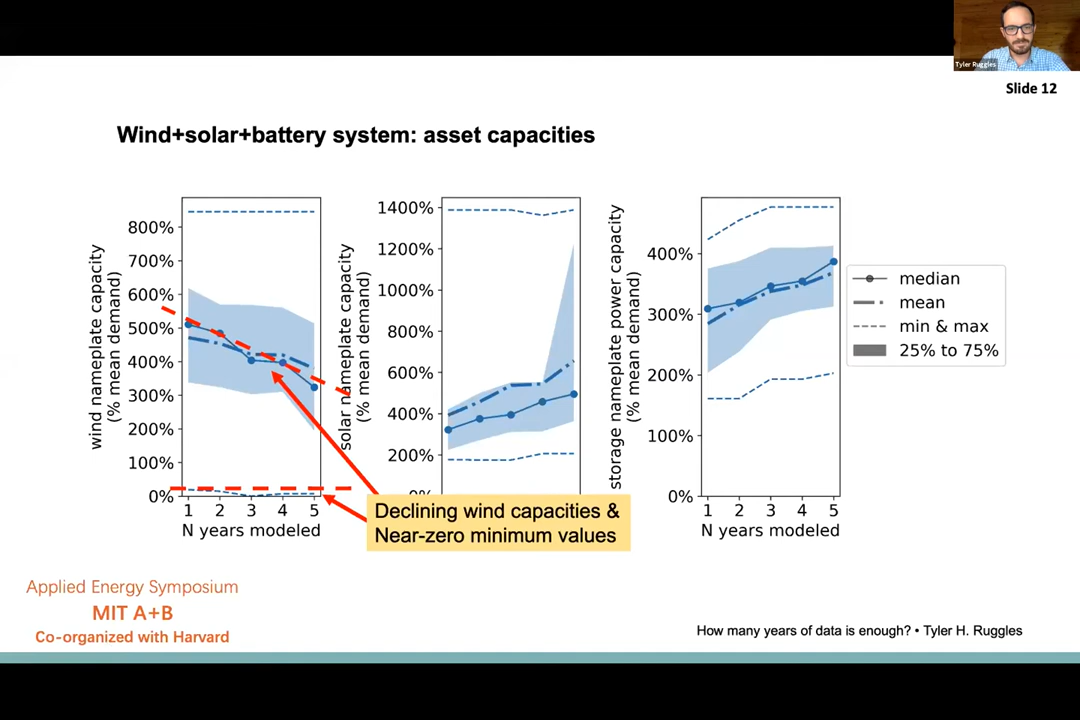 Tyler Ruggles
Slide 12
Wind+solar+battery system: asset capacities
wind nameplate capacity
(% mean demand)
800%
700%
600%
500%
400%
300%
200%
100%
0%
1 2 3 4 5
N years modeled
solar nameplate capacity
(% mean demand)
1400%
1200%
1000%
800%
600%
400%
200%
storage nameplate power capacity
(% mean demand)
400%
300%
200%
100%
0%
1 2 3 4 5
N years modeled
median
mean
min & max
25% to 75%
Declining wind capacities &
Near-zero minimum values
Applied Energy Symposium
MIT A+B
Co-organized with Harvard
How many years of data is enough? • Tyler H. Ruggles